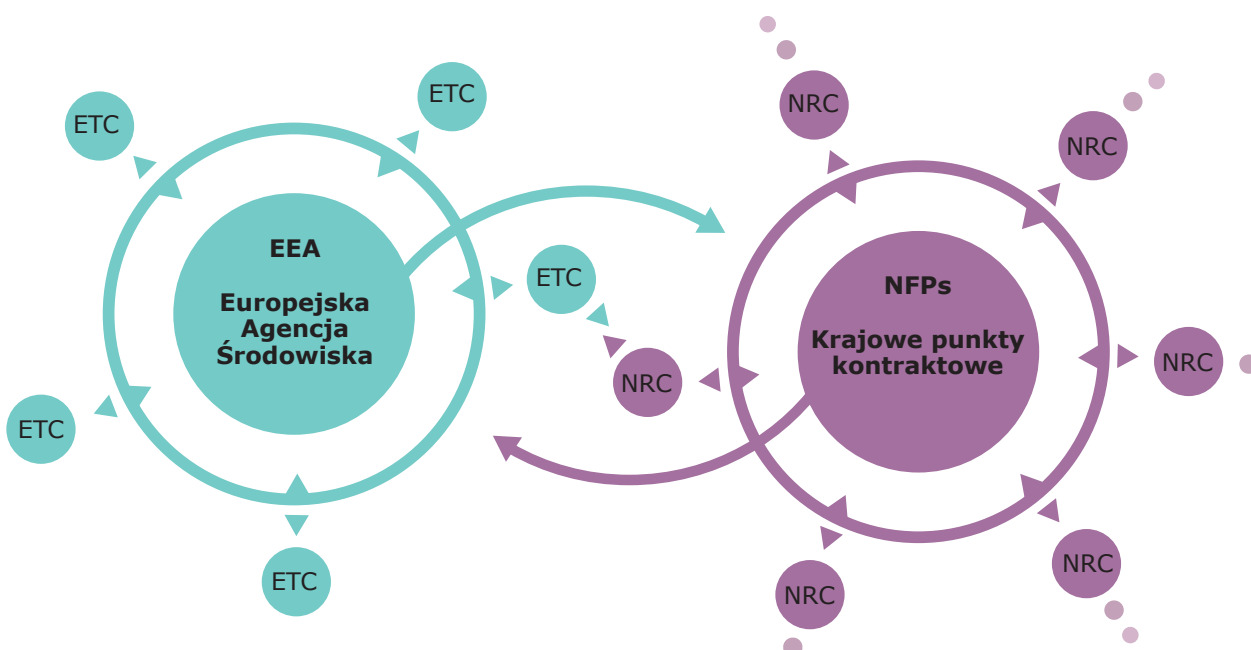 ETC
ETC
EEA
Europejska
Agencja
Środowiska
ETC
ETC
ETC
NRC
NRC
NFPs
Krajowe punkty
kontraktowe
NRC
NRC
NRC
NRC